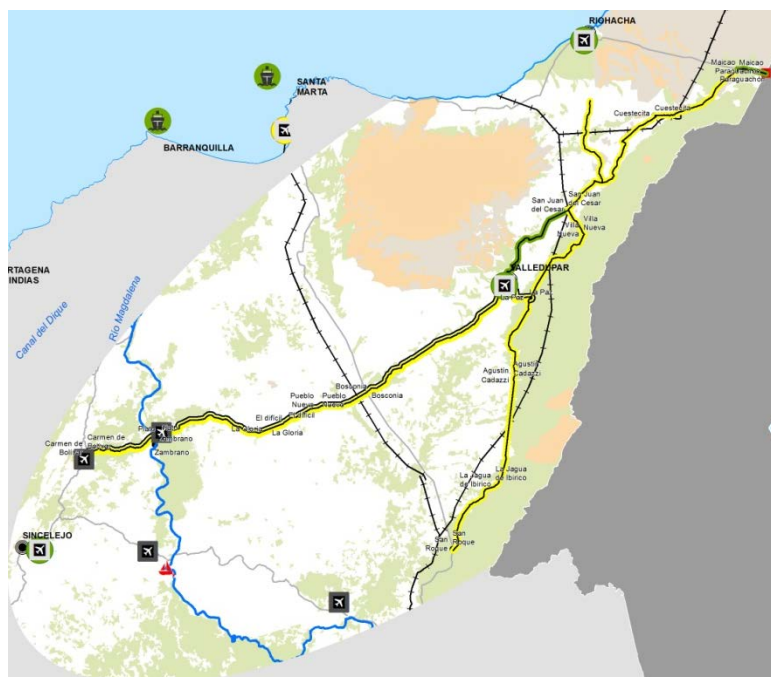 RIOHACHA
SANTA
MARTA
BARRANQUILLA
Maicao
Maicao
Paraguachon
Cuestecita
Cuestecita
San Juan
del Cesar
San Juan
del Cesar
Villa
Nueva
Villa
Nueva
VALLEDUPAR
La Paz
La Pa
RTAGENA
INDIAS
Canal del Dique
Río Magdalena
Agustín
Cadazzi
Agustín
Cadazzi
Bosconia
Bosconia
Pueblo
Nuevo
Pueblo
Nuevo
El difícil
El difícil
La Gloria
La Gloria
Zambrano
Zambrano
Carmen de
Bolívar
Carmen de
Bolívar
La Jagua
de Ibirico
La Jagua
de Ibirico
San
Roque
San
Roque
SINCELEJO